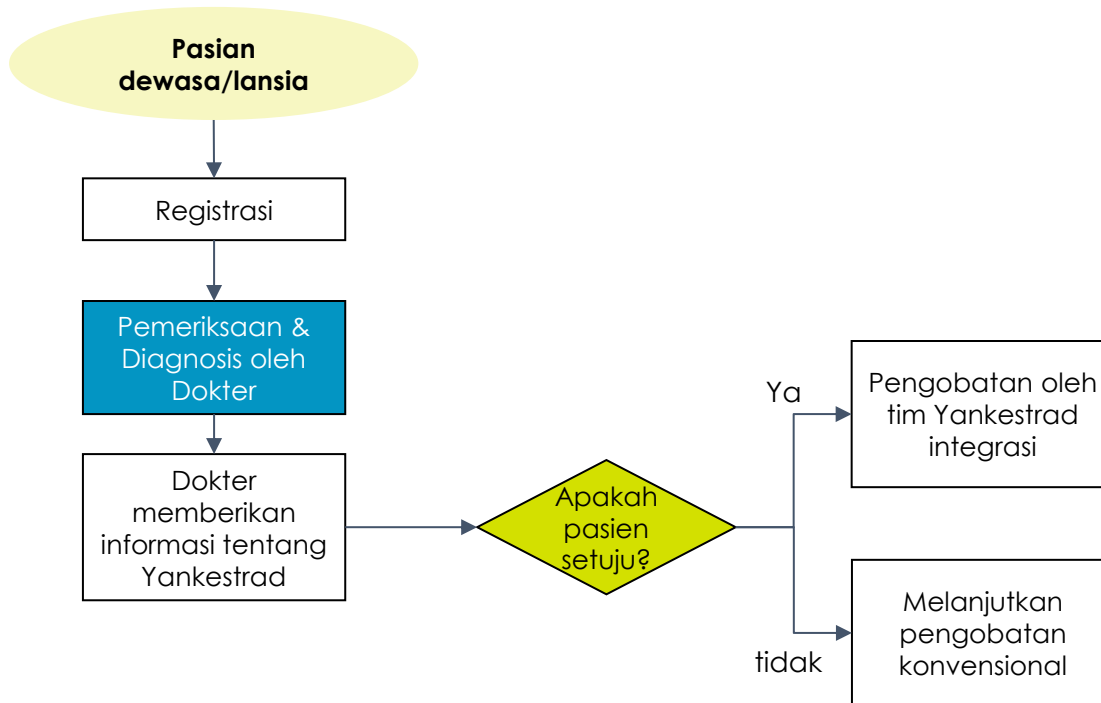 Pasian
dewasa/lansia
Registrasi
Pemeriksaan &
Diagnosis oleh
Dokter
Dokter
memberikan
informasi tentang
Yankestrad
Apakah
pasien
setuju?
Ya
Pengobatan oleh
tim Yankestrad
integrasi
tidak
Melanjutkan
pengobatan
konvensional